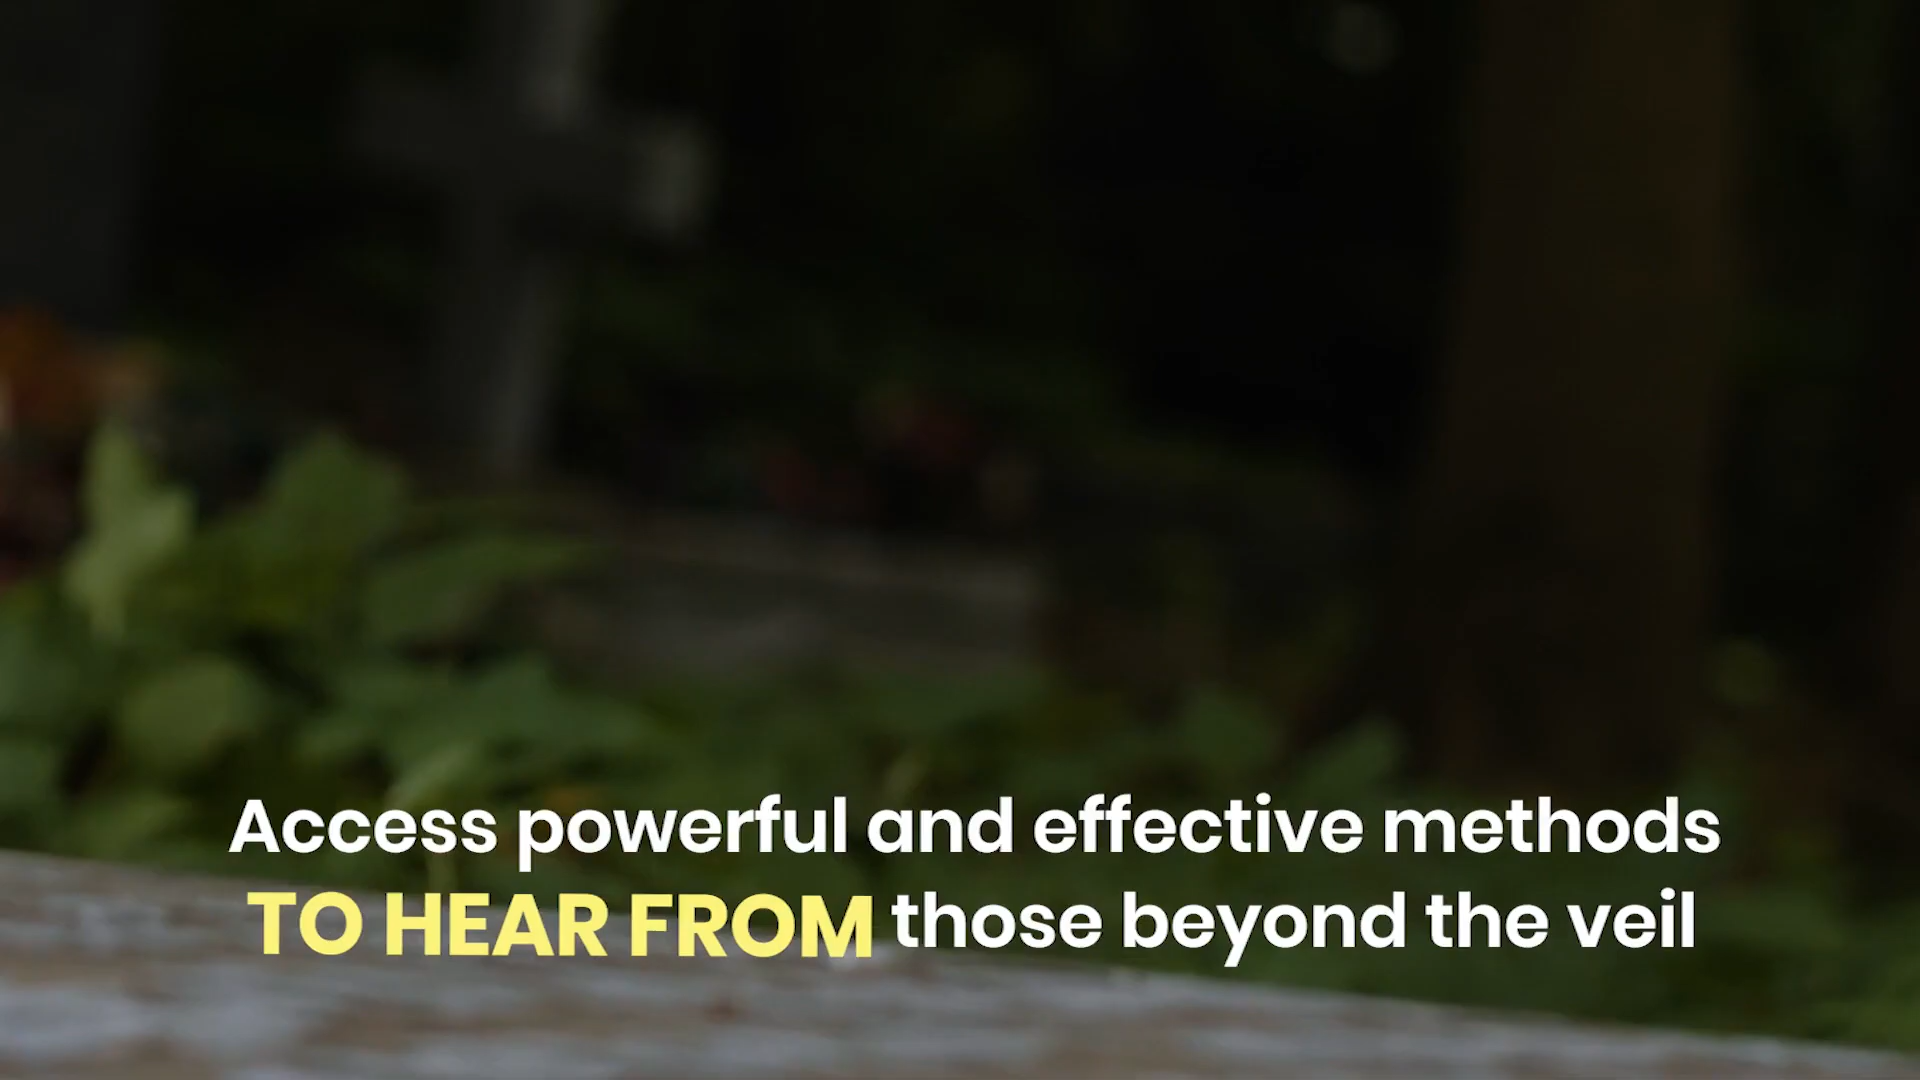 Access powerful and effective methods
TO HEAR FROM those beyond the veil